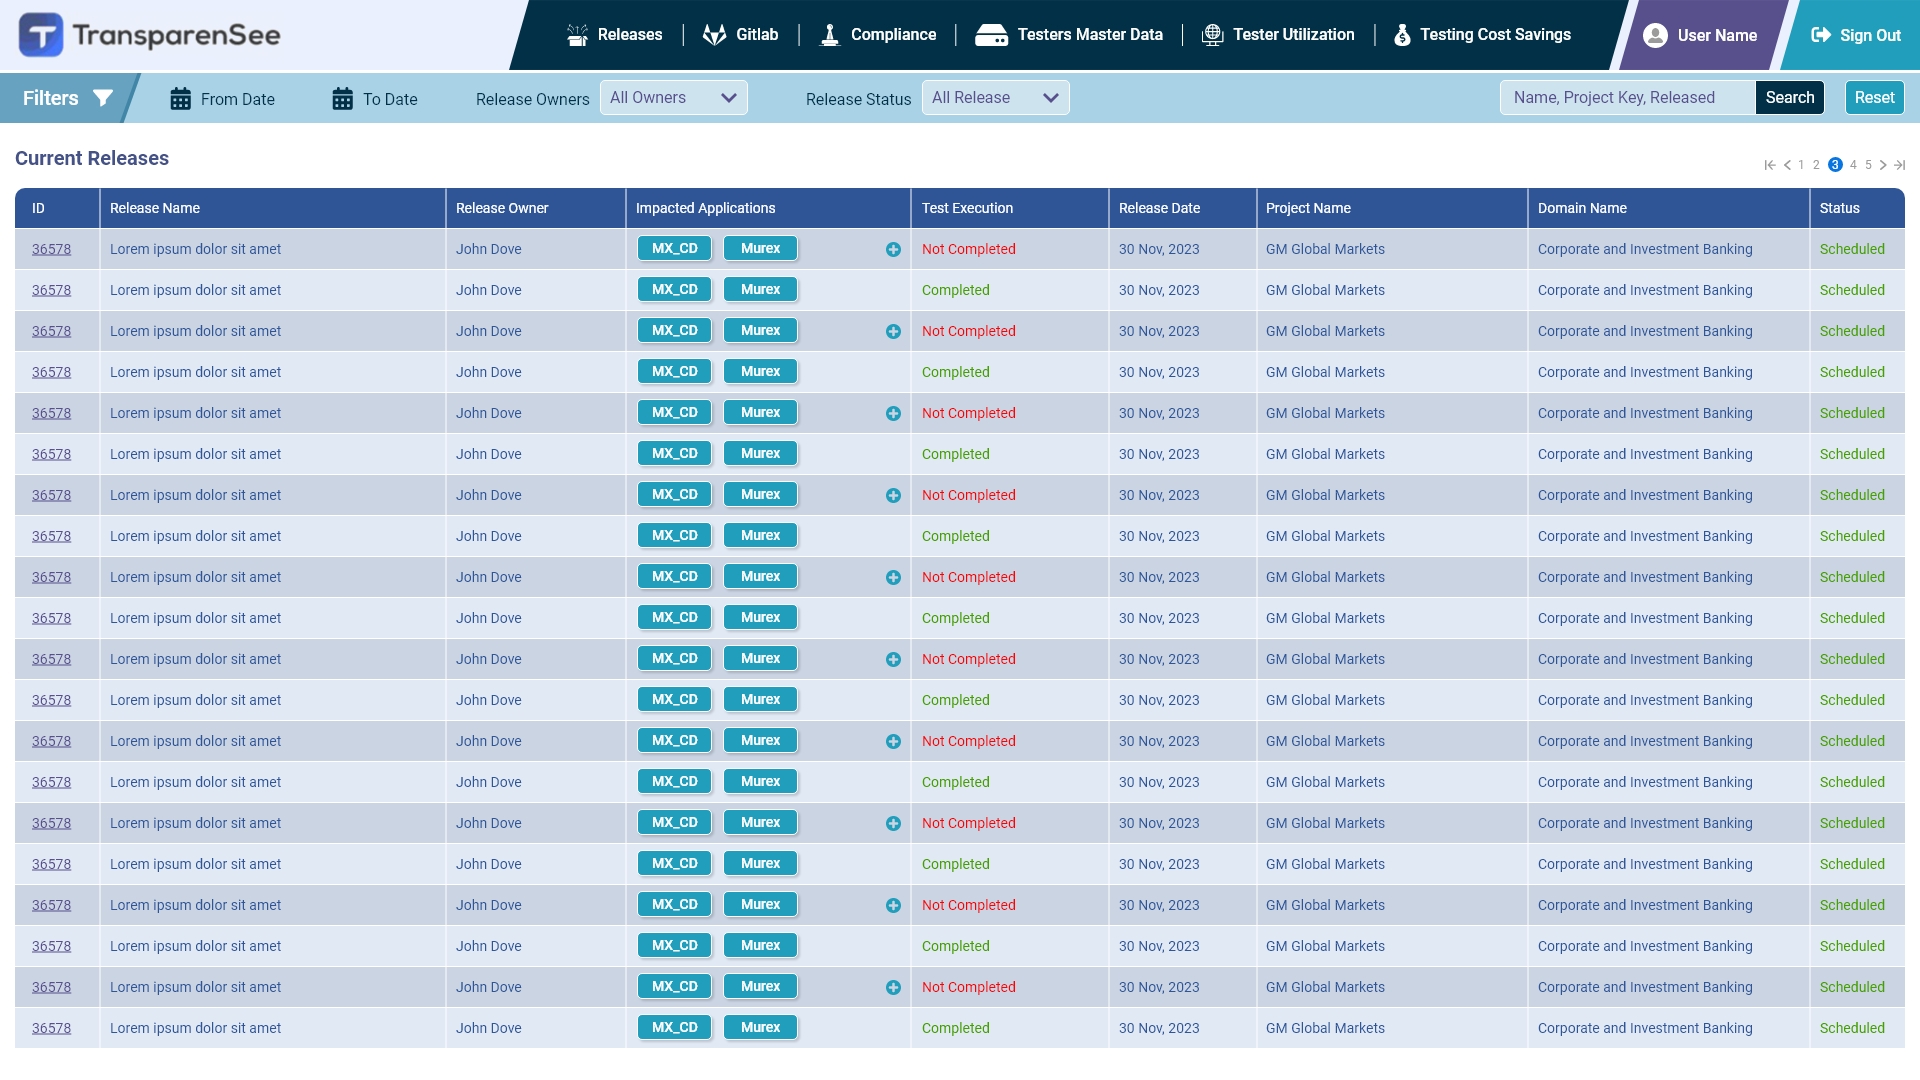 TransparenSee Releases Gitlab Compliance Testers Master Data Tester Utilization Testing Cost Savings User Name Sign Out
Filters From Date To Date Release Owners All Owners Release Status All Release Name, Project Key, Released Search Reset
Current Releases
1 2 3 4 5
ID Release Name Release Owner Impacted Applications Test Execution Release Date Project Name Domain Name Status
36578 Lorem ipsum dolor sit amet John Dove MX_CD Murex Not Completed 30 Nov, 2023 GM Global Markets Corporate and Investment Banking Scheduled
36578 Lorem ipsum dolor sit amet John Dove MX_CD Murex Completed 30 Nov, 2023 GM Global Markets Corporate and Investment Banking Scheduled
36578 Lorem ipsum dolor sit amet John Dove MX_CD Murex Not Completed 30 Nov, 2023 GM Global Markets Corporate and Investment Banking Scheduled
36578 Lorem ipsum dolor sit amet John Dove MX_CD Murex Completed 30 Nov, 2023 GM Global Markets Corporate and Investment Banking Scheduled
36578 Lorem ipsum dolor sit amet John Dove MX_CD Murex Not Completed 30 Nov, 2023 GM Global Markets Corporate and Investment Banking Scheduled
36578 Lorem ipsum dolor sit amet John Dove MX_CD Murex Completed 30 Nov, 2023 GM Global Markets Corporate and Investment Banking Scheduled
36578 Lorem ipsum dolor sit amet John Dove MX_CD Murex Not Completed 30 Nov, 2023 GM Global Markets Corporate and Investment Banking Scheduled
36578 Lorem ipsum dolor sit amet John Dove MX_CD Murex Completed 30 Nov, 2023 GM Global Markets Corporate and Investment Banking Scheduled
36578 Lorem ipsum dolor sit amet John Dove MX_CD Murex Not Completed 30 Nov, 2023 GM Global Markets Corporate and Investment Banking Scheduled
36578 Lorem ipsum dolor sit amet John Dove MX_CD Murex Completed 30 Nov, 2023 GM Global Markets Corporate and Investment Banking Scheduled
36578 Lorem ipsum dolor sit amet John Dove MX_CD Murex Not Completed 30 Nov, 2023 GM Global Markets Corporate and Investment Banking Scheduled
36578 Lorem ipsum dolor sit amet John Dove MX_CD Murex Completed 30 Nov, 2023 GM Global Markets Corporate and Investment Banking Scheduled
36578 Lorem ipsum dolor sit amet John Dove MX_CD Murex Not Completed 30 Nov, 2023 GM Global Markets Corporate and Investment Banking Scheduled
36578 Lorem ipsum dolor sit amet John Dove MX_CD Murex Completed 30 Nov, 2023 GM Global Markets Corporate and Investment Banking Scheduled
36578 Lorem ipsum dolor sit amet John Dove MX_CD Murex Not Completed 30 Nov, 2023 GM Global Markets Corporate and Investment Banking Scheduled
36578 Lorem ipsum dolor sit amet John Dove MX_CD Murex Completed 30 Nov, 2023 GM Global Markets Corporate and Investment Banking Scheduled
36578 Lorem ipsum dolor sit amet John Dove MX_CD Murex Not Completed 30 Nov, 2023 GM Global Markets Corporate and Investment Banking Scheduled
36578 Lorem ipsum dolor sit amet John Dove MX_CD Murex Completed 30 Nov, 2023 GM Global Markets Corporate and Investment Banking Scheduled
36578 Lorem ipsum dolor sit amet John Dove MX_CD Murex Not Completed 30 Nov, 2023 GM Global Markets Corporate and Investment Banking Scheduled
36578 Lorem ipsum dolor sit amet John Dove MX_CD Murex Completed 30 Nov, 2023 GM Global Markets Corporate and Investment Banking Scheduled